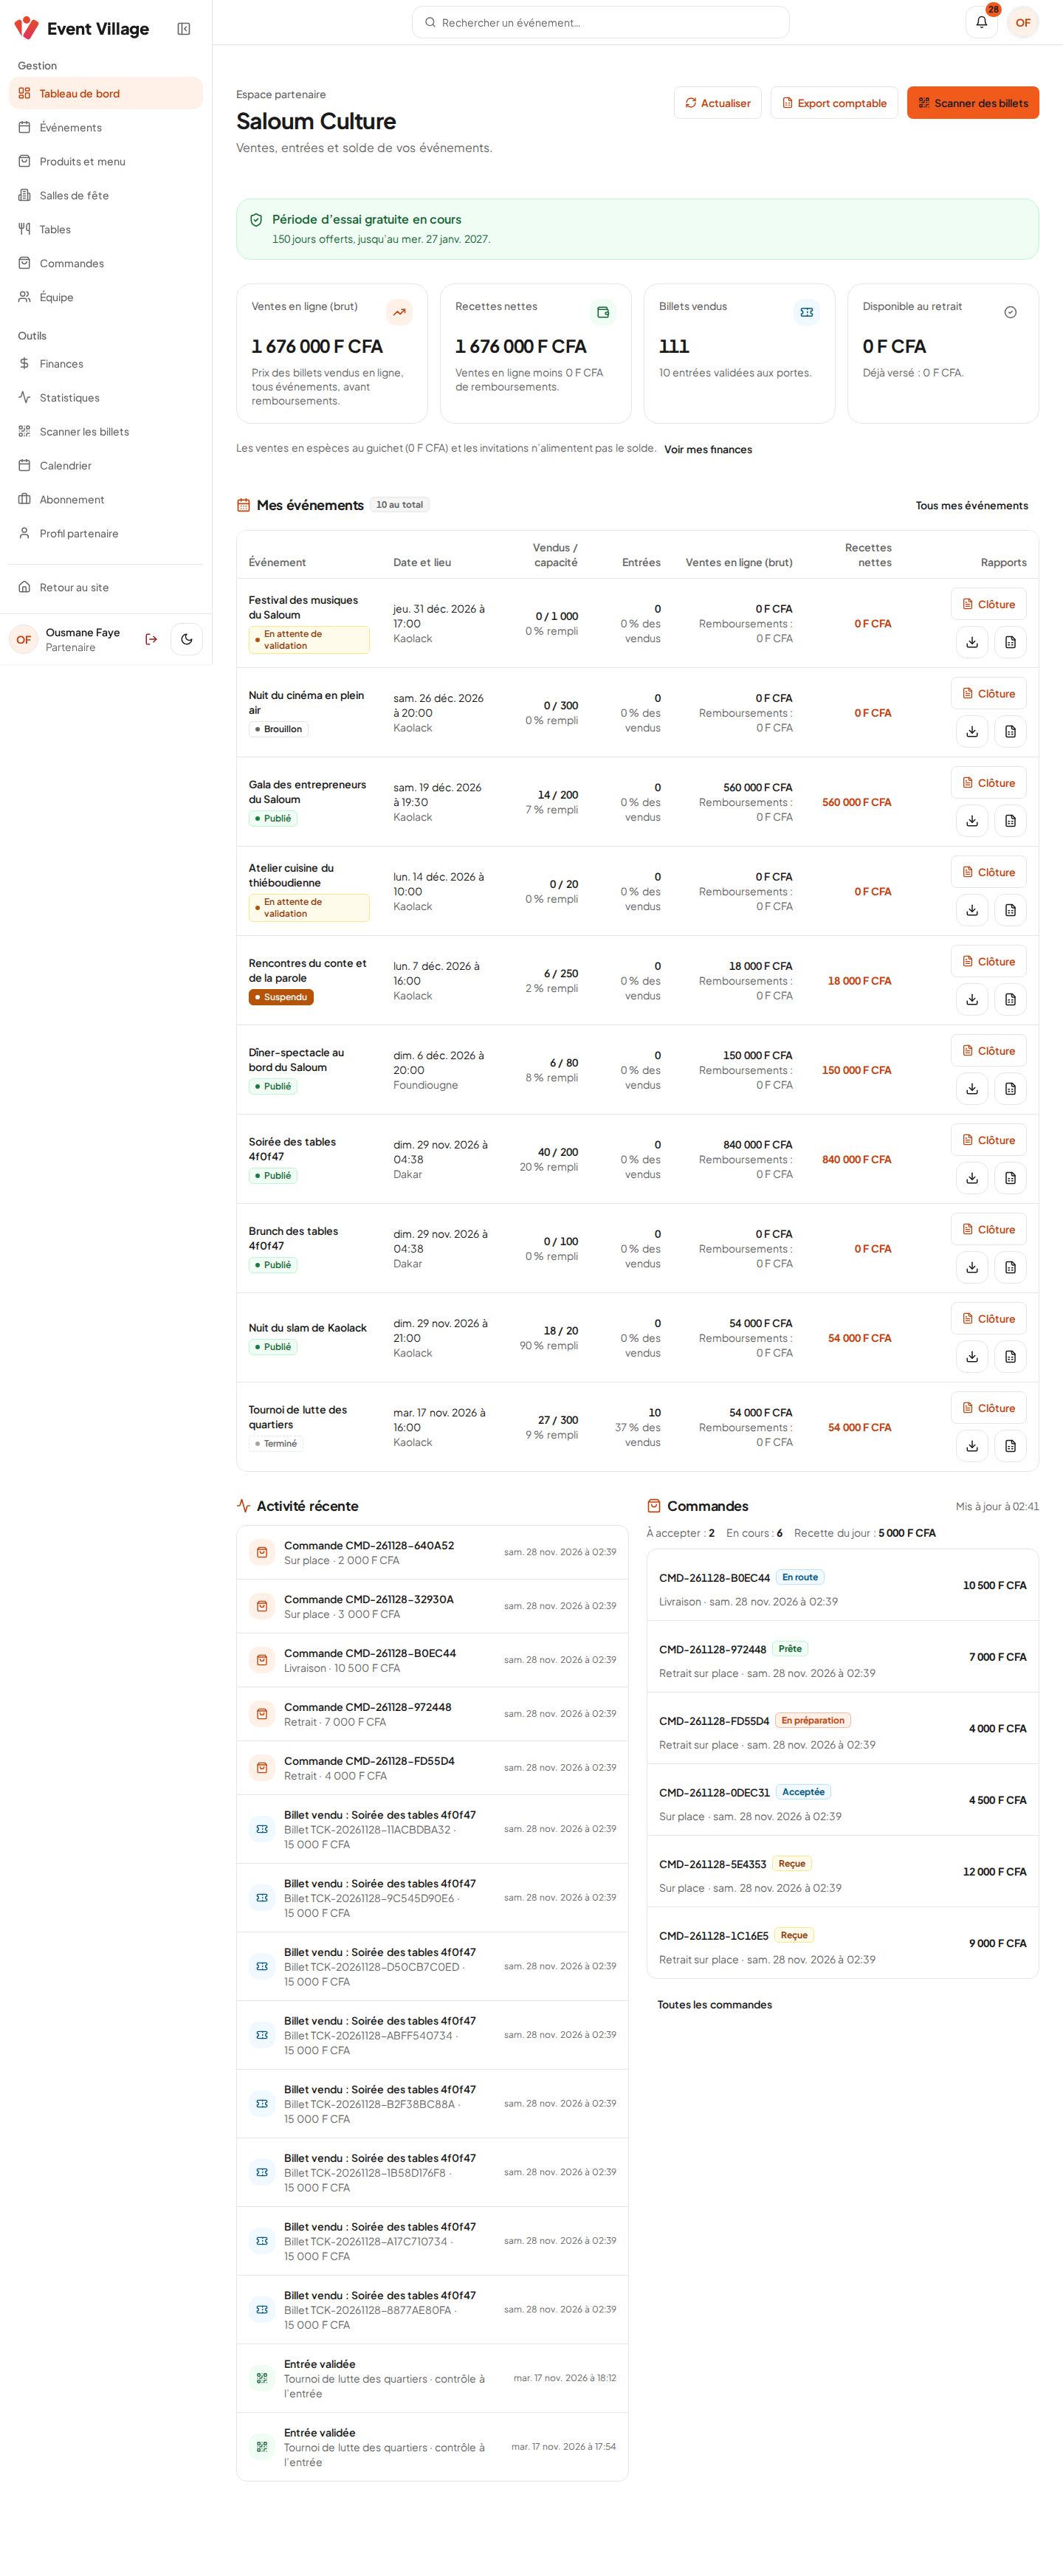 Event Village
Rechercher un événement…
28
OF
Gestion
Tableau de bord
Événements
Produits et menu
Salles de fête
Tables
Commandes
Équipe
Outils
Finances
Statistiques
Scanner les billets
Calendrier
Abonnement
Profil partenaire
Retour au site
OF
Ousmane Faye
Partenaire
Espace partenaire
Saloum Culture
Ventes, entrées et solde de vos événements.
Actualiser
Export comptable
Scanner des billets
Période d'essai gratuite en cours
150 jours offerts, jusqu'au mer. 27 janv. 2027.
Ventes en ligne (brut)
1 676 000 F CFA
Prix des billets vendus en ligne,
tous événements, avant
remboursements.
Recettes nettes
1 676 000 F CFA
Ventes en ligne moins 0 F CFA
de remboursements.
Billets vendus
111
10 entrées validées aux portes.
Disponible au retrait
0 F CFA
Déjà versé : 0 F CFA.
Les ventes en espèces au guichet (0 F CFA) et les invitations n'alimentent pas le solde. Voir mes finances
Mes événements 10 au total
Tous mes événements
Événement
Date et lieu
Vendus /
capacité
Entrées
Ventes en ligne (brut)
Recettes
nettes
Rapports
Festival des musiques
du Saloum
En attente de
validation
jeu. 31 déc. 2026 à
17:00
Kaolack
0 / 1 000
0 % rempli
0
0 % des
vendus
0 F CFA
Remboursements :
0 F CFA
0 F CFA
Clôture
Nuit du cinéma en plein
air
Brouillon
sam. 26 déc. 2026
à 20:00
Kaolack
0 / 300
0 % rempli
0
0 % des
vendus
0 F CFA
Remboursements :
0 F CFA
0 F CFA
Clôture
Gala des entrepreneurs
du Saloum
Publié
sam. 19 déc. 2026
à 19:30
Kaolack
14 / 200
7 % rempli
0
0 % des
vendus
560 000 F CFA
Remboursements :
0 F CFA
560 000 F CFA
Clôture
Atelier cuisine du
thiéboudienne
En attente de
validation
lun. 14 déc. 2026 à
10:00
Kaolack
0 / 20
0 % rempli
0
0 % des
vendus
0 F CFA
Remboursements :
0 F CFA
0 F CFA
Clôture
Rencontres du conte et
de la parole
Suspendu
lun. 7 déc. 2026 à
16:00
Kaolack
6 / 250
2 % rempli
0
0 % des
vendus
18 000 F CFA
Remboursements :
0 F CFA
18 000 F CFA
Clôture
Dîner-spectacle au
bord du Saloum
Publié
dim. 6 déc. 2026 à
20:00
Foundiougne
6 / 80
8 % rempli
0
0 % des
vendus
150 000 F CFA
Remboursements :
0 F CFA
150 000 F CFA
Clôture
Soirée des tables
4f0f47
Publié
dim. 29 nov. 2026 à
04:38
Dakar
40 / 200
20 % rempli
0
0 % des
vendus
840 000 F CFA
Remboursements :
0 F CFA
840 000 F CFA
Clôture
Brunch des tables
4f0f47
Publié
dim. 29 nov. 2026 à
04:38
Dakar
0 / 100
0 % rempli
0
0 % des
vendus
0 F CFA
Remboursements :
0 F CFA
0 F CFA
Clôture
Nuit du slam de Kaolack
Publié
dim. 29 nov. 2026 à
21:00
Kaolack
18 / 20
90 % rempli
0
0 % des
vendus
54 000 F CFA
Remboursements :
0 F CFA
54 000 F CFA
Clôture
Tournoi de lutte des
quartiers
Terminé
mar. 17 nov. 2026 à
16:00
Kaolack
27 / 300
9 % rempli
10
37 % des
vendus
54 000 F CFA
Remboursements :
0 F CFA
54 000 F CFA
Clôture
Activité récente
Commande CMD-261128-640A52
Sur place · 2 000 F CFA
sam. 28 nov. 2026 à 02:39
Commande CMD-261128-32930A
Sur place · 3 000 F CFA
sam. 28 nov. 2026 à 02:39
Commande CMD-261128-B0EC44
Livraison · 10 500 F CFA
sam. 28 nov. 2026 à 02:39
Commande CMD-261128-972448
Retrait · 7 000 F CFA
sam. 28 nov. 2026 à 02:39
Commande CMD-261128-FD55D4
Retrait · 4 000 F CFA
sam. 28 nov. 2026 à 02:39
Billet vendu : Soirée des tables 4f0f47
Billet TCK-20261128-11ACBDBA32 ·
15 000 F CFA
sam. 28 nov. 2026 à 02:39
Billet vendu : Soirée des tables 4f0f47
Billet TCK-20261128-9C545D90E6 ·
15 000 F CFA
sam. 28 nov. 2026 à 02:39
Billet vendu : Soirée des tables 4f0f47
Billet TCK-20261128-D50CB7C0ED ·
15 000 F CFA
sam. 28 nov. 2026 à 02:39
Billet vendu : Soirée des tables 4f0f47
Billet TCK-20261128-ABFF540734 ·
15 000 F CFA
sam. 28 nov. 2026 à 02:39
Billet vendu : Soirée des tables 4f0f47
Billet TCK-20261128-B2F38BC88A ·
15 000 F CFA
sam. 28 nov. 2026 à 02:39
Billet vendu : Soirée des tables 4f0f47
Billet TCK-20261128-1B58D176F8 ·
15 000 F CFA
sam. 28 nov. 2026 à 02:39
Billet vendu : Soirée des tables 4f0f47
Billet TCK-20261128-A17C710734 ·
15 000 F CFA
sam. 28 nov. 2026 à 02:39
Billet vendu : Soirée des tables 4f0f47
Billet TCK-20261128-8877AE80FA ·
15 000 F CFA
sam. 28 nov. 2026 à 02:39
Entrée validée
Tournoi de lutte des quartiers · contrôle à
l'entrée
mar. 17 nov. 2026 à 18:12
Entrée validée
Tournoi de lutte des quartiers · contrôle à
l'entrée
mar. 17 nov. 2026 à 17:54
Commandes
Mis à jour à 02:41
À accepter : 2 En cours : 6 Recette du jour : 5 000 F CFA
CMD-261128-B0EC44 En route
Livraison · sam. 28 nov. 2026 à 02:39
10 500 F CFA
CMD-261128-972448 Prête
Retrait sur place · sam. 28 nov. 2026 à 02:39
7 000 F CFA
CMD-261128-FD55D4 En préparation
Retrait sur place · sam. 28 nov. 2026 à 02:39
4 000 F CFA
CMD-261128-0DEC31 Acceptée
Sur place · sam. 28 nov. 2026 à 02:39
4 500 F CFA
CMD-261128-5E4353 Reçue
Sur place · sam. 28 nov. 2026 à 02:39
12 000 F CFA
CMD-261128-1C16E5 Reçue
Retrait sur place · sam. 28 nov. 2026 à 02:39
9 000 F CFA
Toutes les commandes